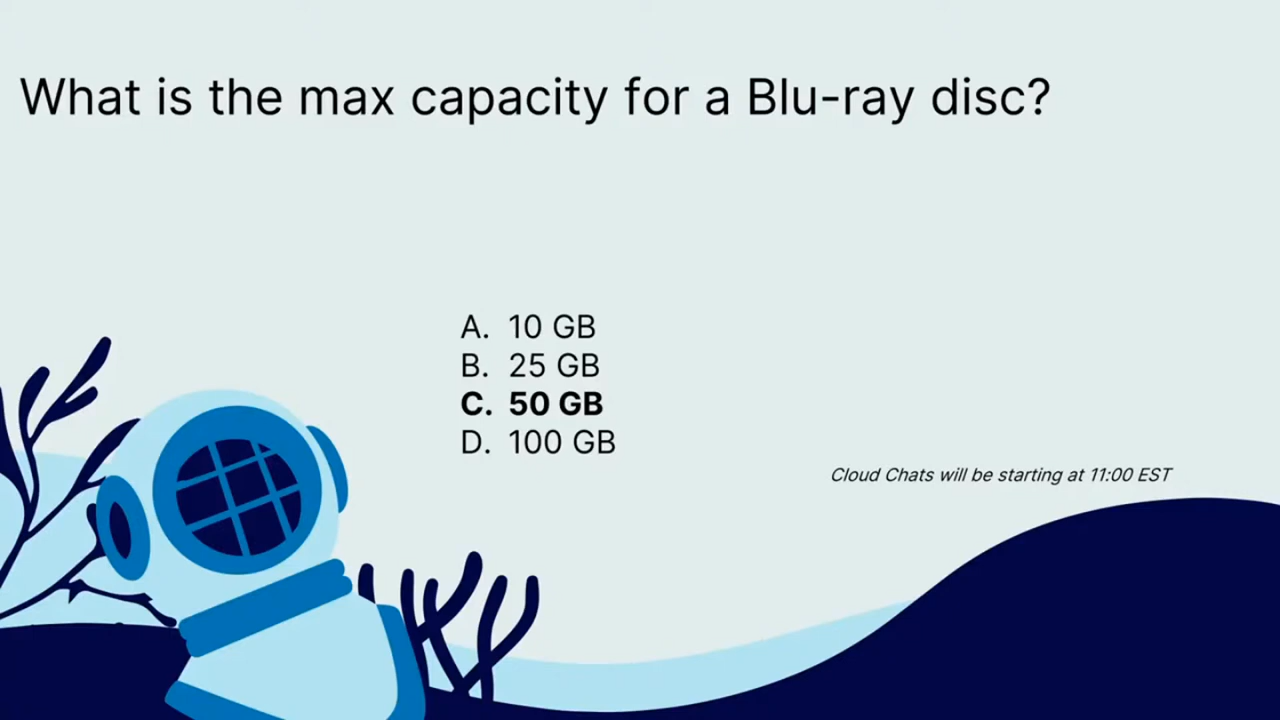 What is the max capacity for a Blu-ray disc?
A. 10 GB
B. 25 GB
C. 50 GB
D. 100 GB
Cloud Chats will be starting at 11:00 EST